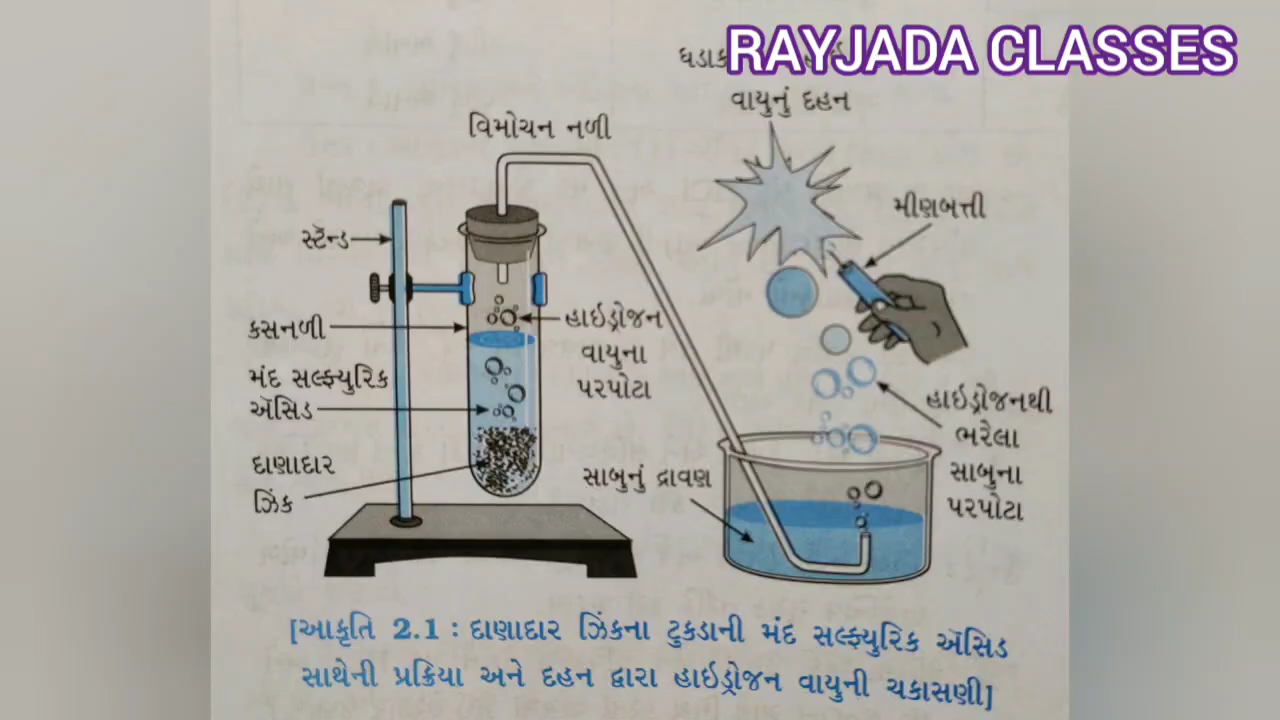 RAYJADA CLASSES
ઘડાકા
વાયુનું દહન
વિમોચન નળી
મીણબત્તી
સ્ટૅન્ડ
કસનળી
હાઇડ્રોજન
વાયુના
પરપોટા
મંદ સલ્ફ્યુરિક
ઍસિડ
હાઇડ્રોજનથી
ભરેલા
સાબુના
પરપોટા
દાણાદાર
ઝિંક
સાબુનું દ્રાવણ
[આકૃતિ 2.1 : દાણાદાર ઝિંકના ટુકડાની મંદ સલ્ફ્યુરિક ઍસિડ
સાથેની પ્રક્રિયા અને દહન દ્વારા હાઇડ્રોજન વાયુની ચકાસણી]